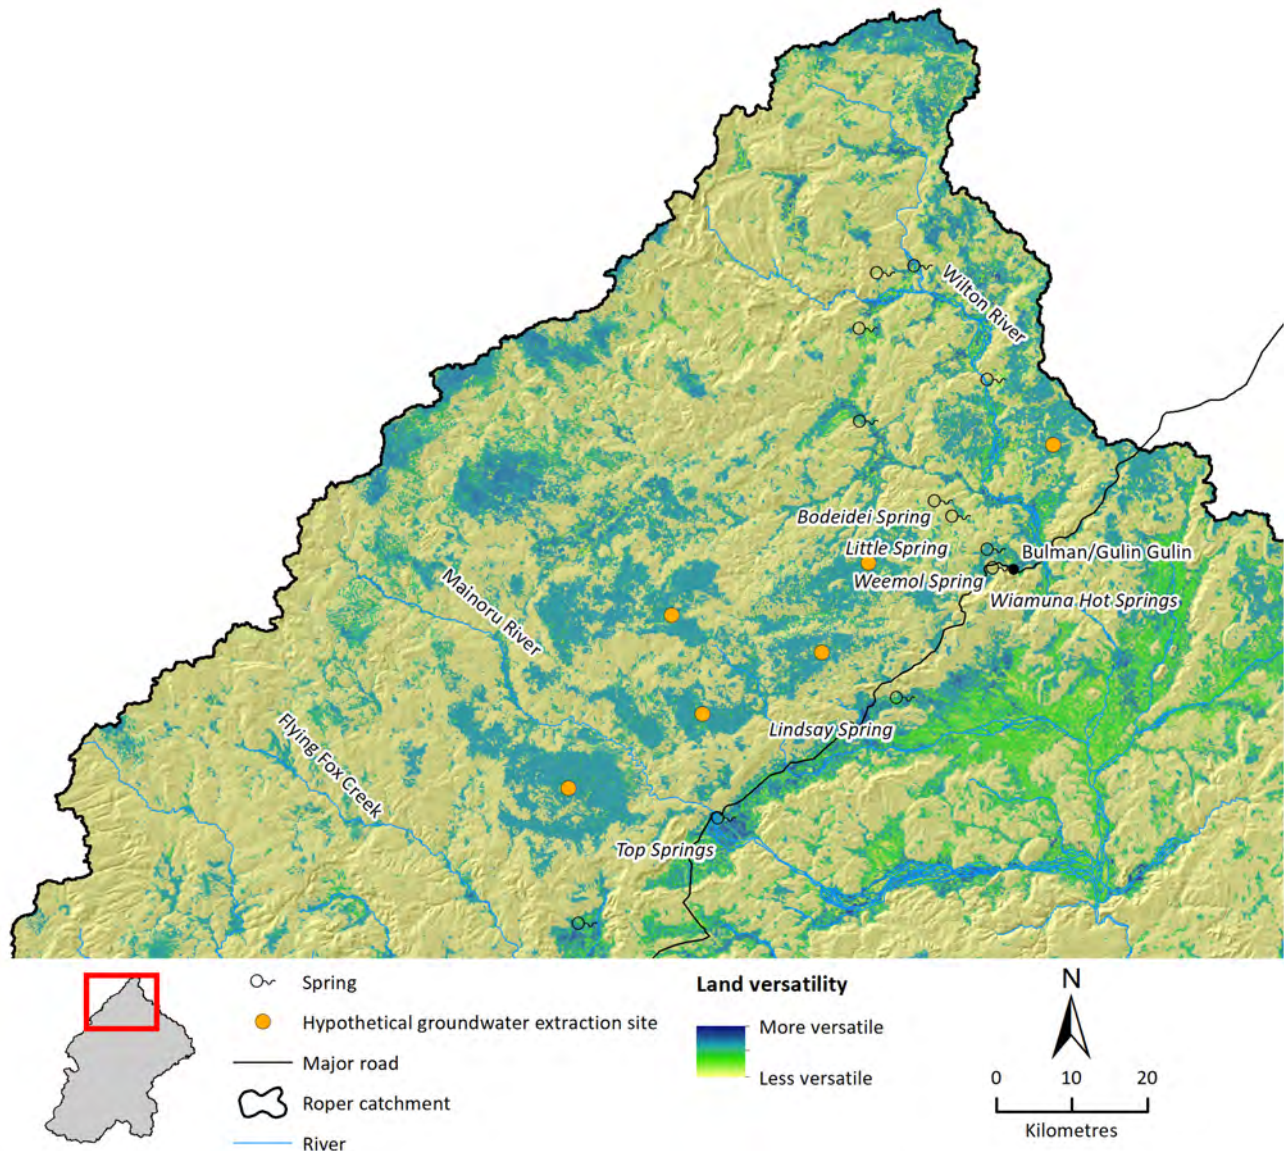 Wilton River
Bodeidei Spring
Little Spring
Bulman/Gulin Gulin
Weemol Spring
Wiamuna Hot Springs
Mainoru River
Lindsay Spring
Flying Fox Creek
Top Springs
Spring
Hypothetical groundwater extraction site
Major road
Roper catchment
River
Land versatility
More versatile
Less versatile
N
0 10 20
Kilometres